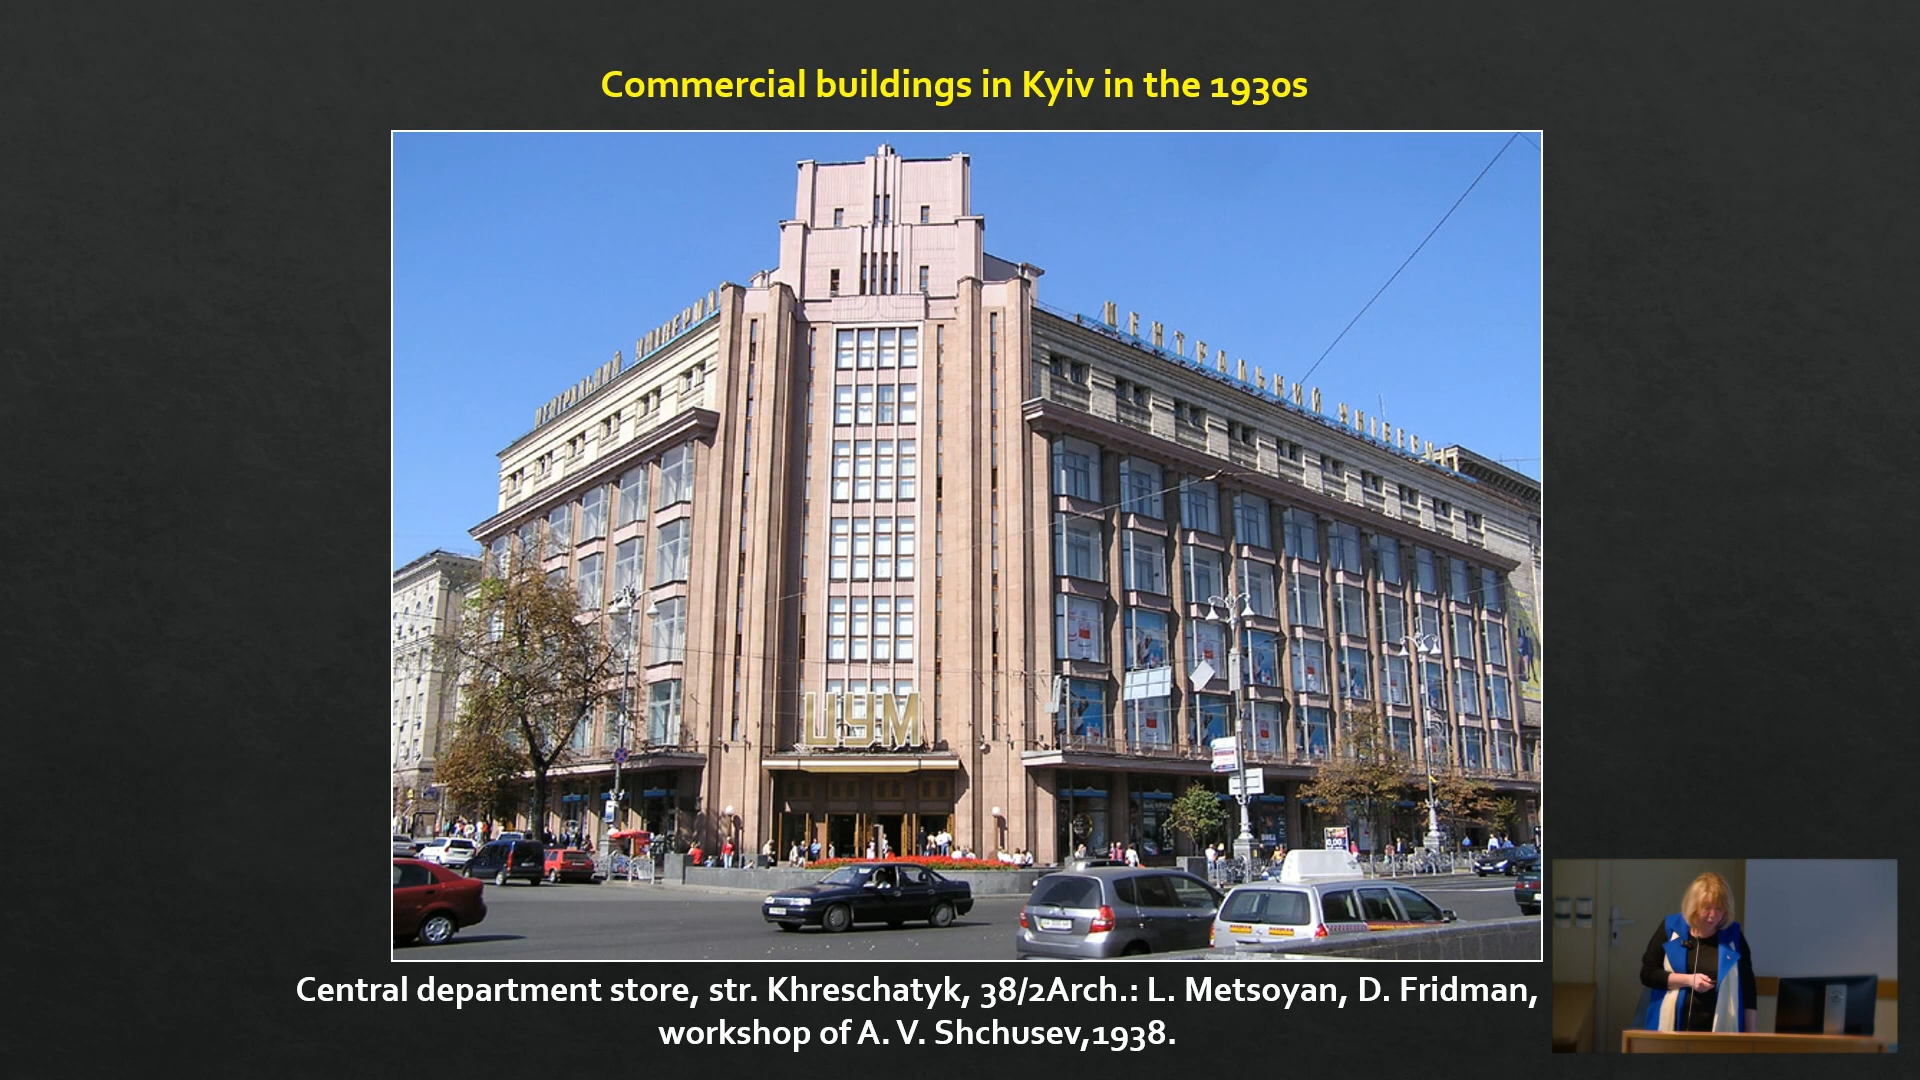 Commercial buildings in Kyiv in the 1930s
ЦЕНТРАЛЬНИЙ УНІВЕРМАГ
ЦЕНТРАЛЬНИЙ УНІВЕРМ
ЦУМ
Central department store, str. Khreschatyk, 38/2Arch.: L. Metsoyan, D. Fridman,
workshop of A. V. Shchusev,1938.